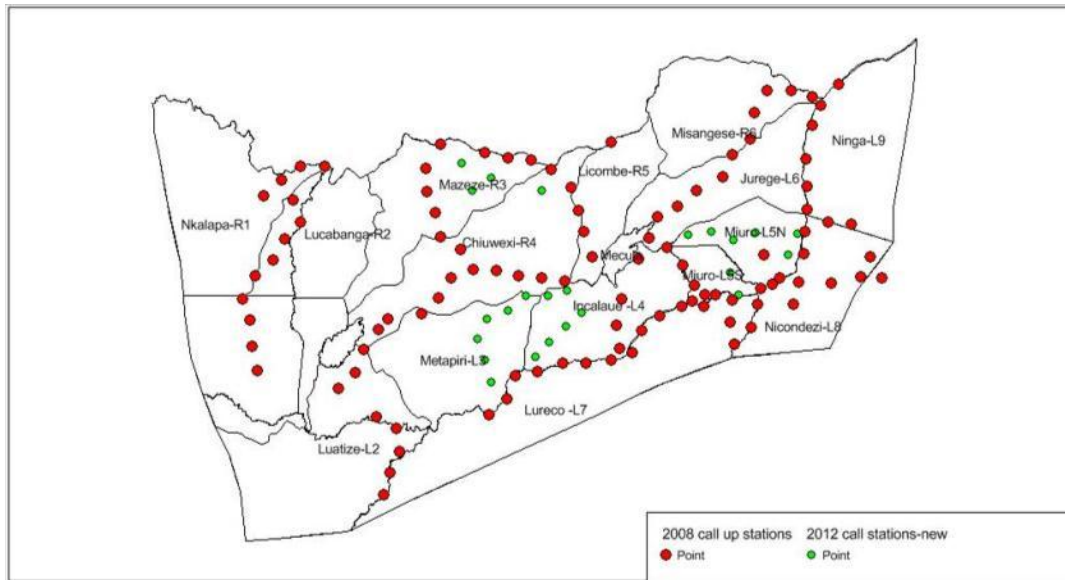 Misangese-R6
Ninga-L9
Licombe-R5
Jurege-L6
Mazeze-R3
Nkalapa-R1
Lucabanga-R2
Chiuwexi-R4
Miuro-L5N
Mecula
Miuro-L5S
Incalaue -L4
Nicondezi-L8
Metapiri-L3
Lureco -L7
Luatize-L2
2008 call up stations
2012 call stations-new
Point
Point